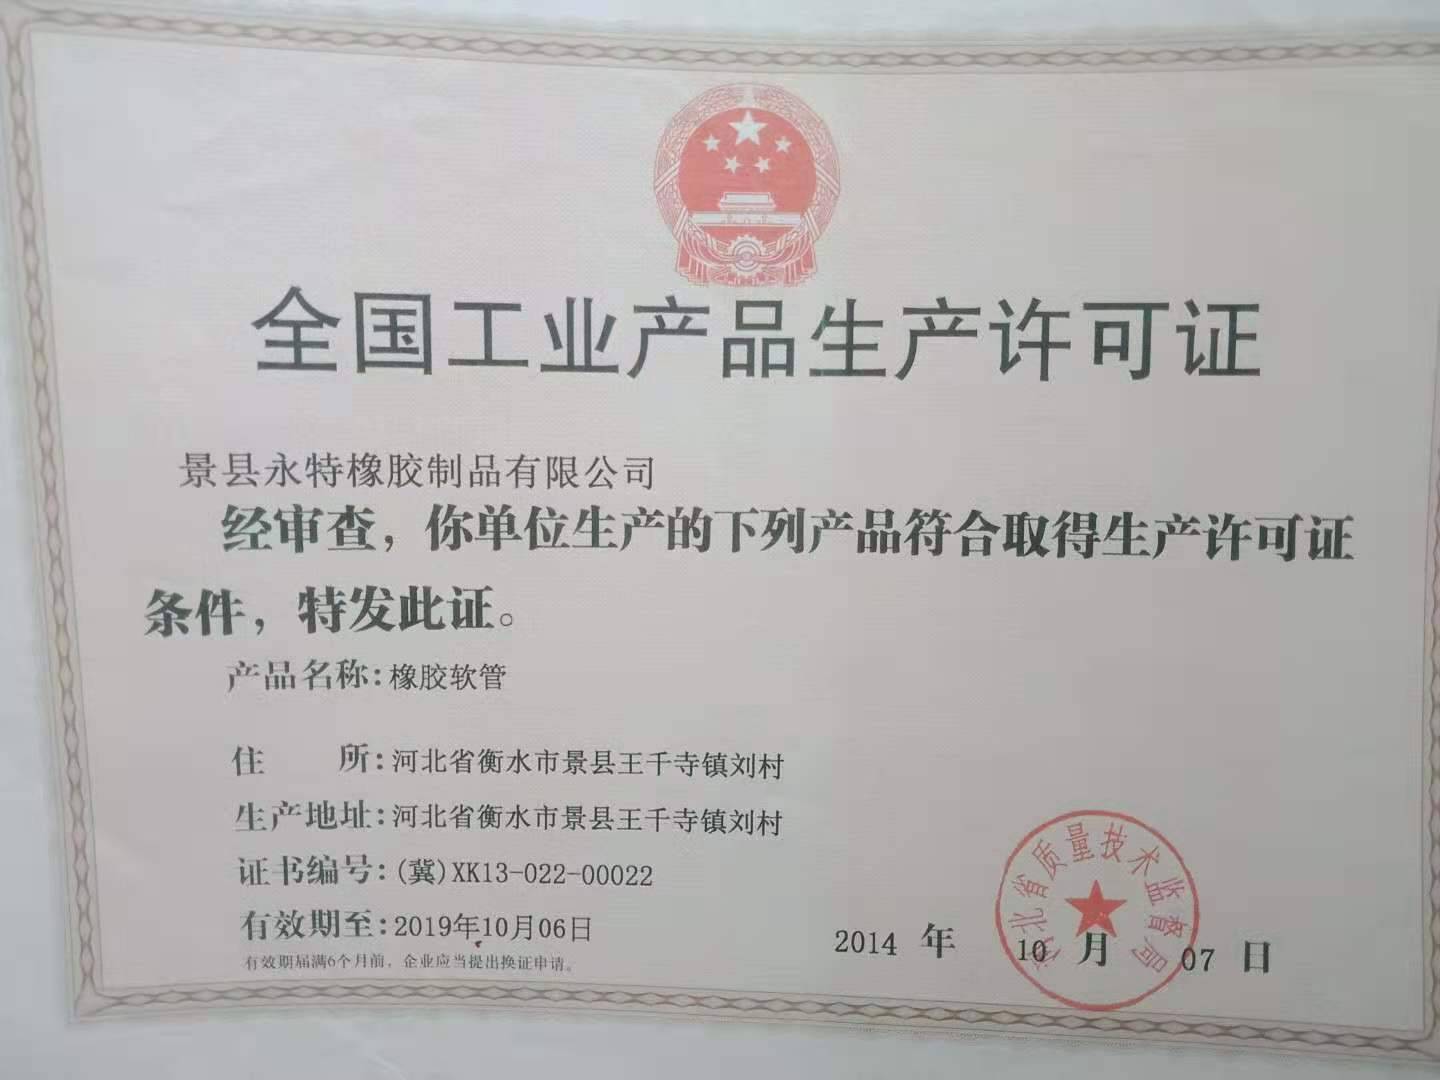 全国工业产品生产许可证
景县永特橡胶制品有限公司
经审查，你单位生产的下列产品符合取得生产许可证
条件，特发此证。
产品名称：橡胶软管
住　　所：河北省衡水市景县王千寺镇刘村
生产地址：河北省衡水市景县王千寺镇刘村
证书编号：(冀)XK13-022-00022
有效期至：2019年10月06日
有效期届满6个月前，企业应当提出换证申请。
河北省质量技术监督局
2014 年 10 月 07 日